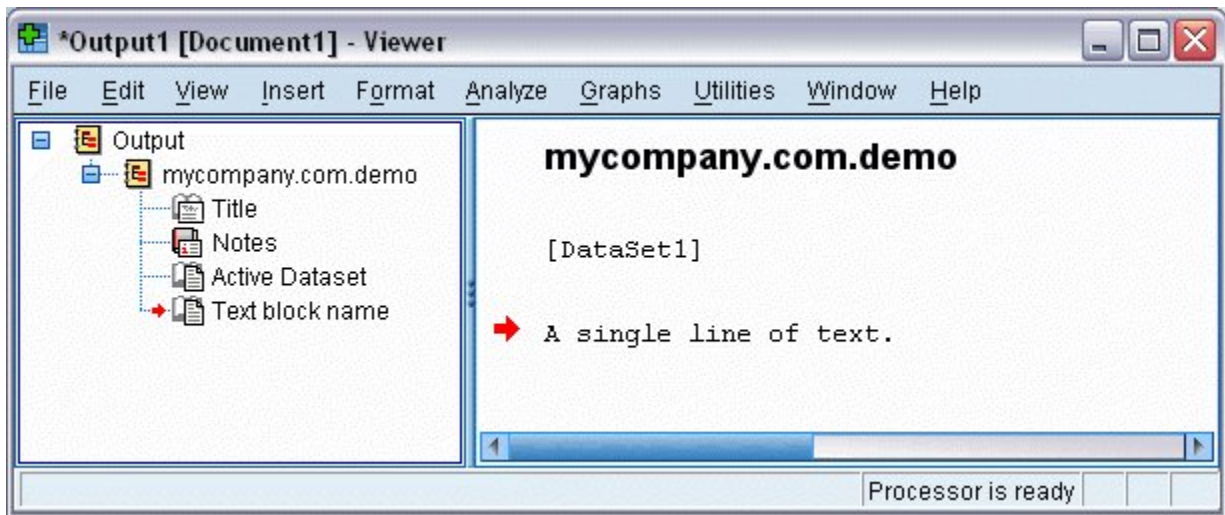 *Output1 [Document1] - Viewer
File Edit View Insert Format Analyze Graphs Utilities Window Help
Output
mycompany.com.demo
Title
Notes
Active Dataset
Text block name
mycompany.com.demo
[DataSet1]
A single line of text.
Processor is ready